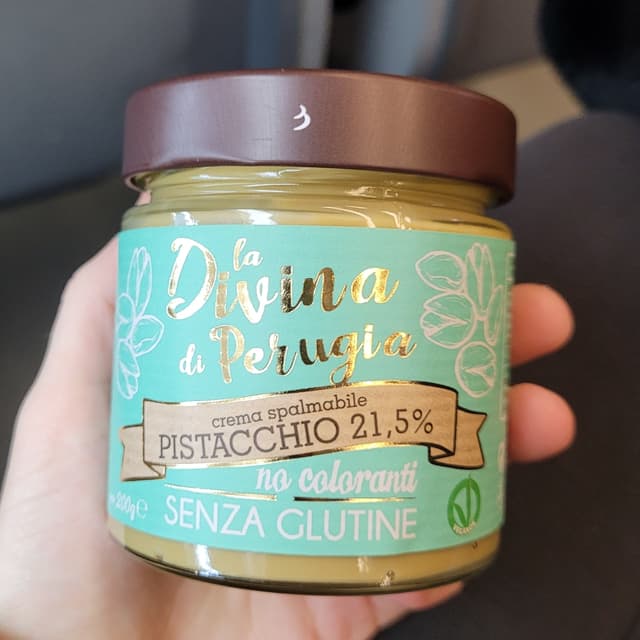 la
Divina
di Perugia
crema spalmabile
PISTACCHIO 21,5%
no coloranti
SENZA GLUTINE
200g℮